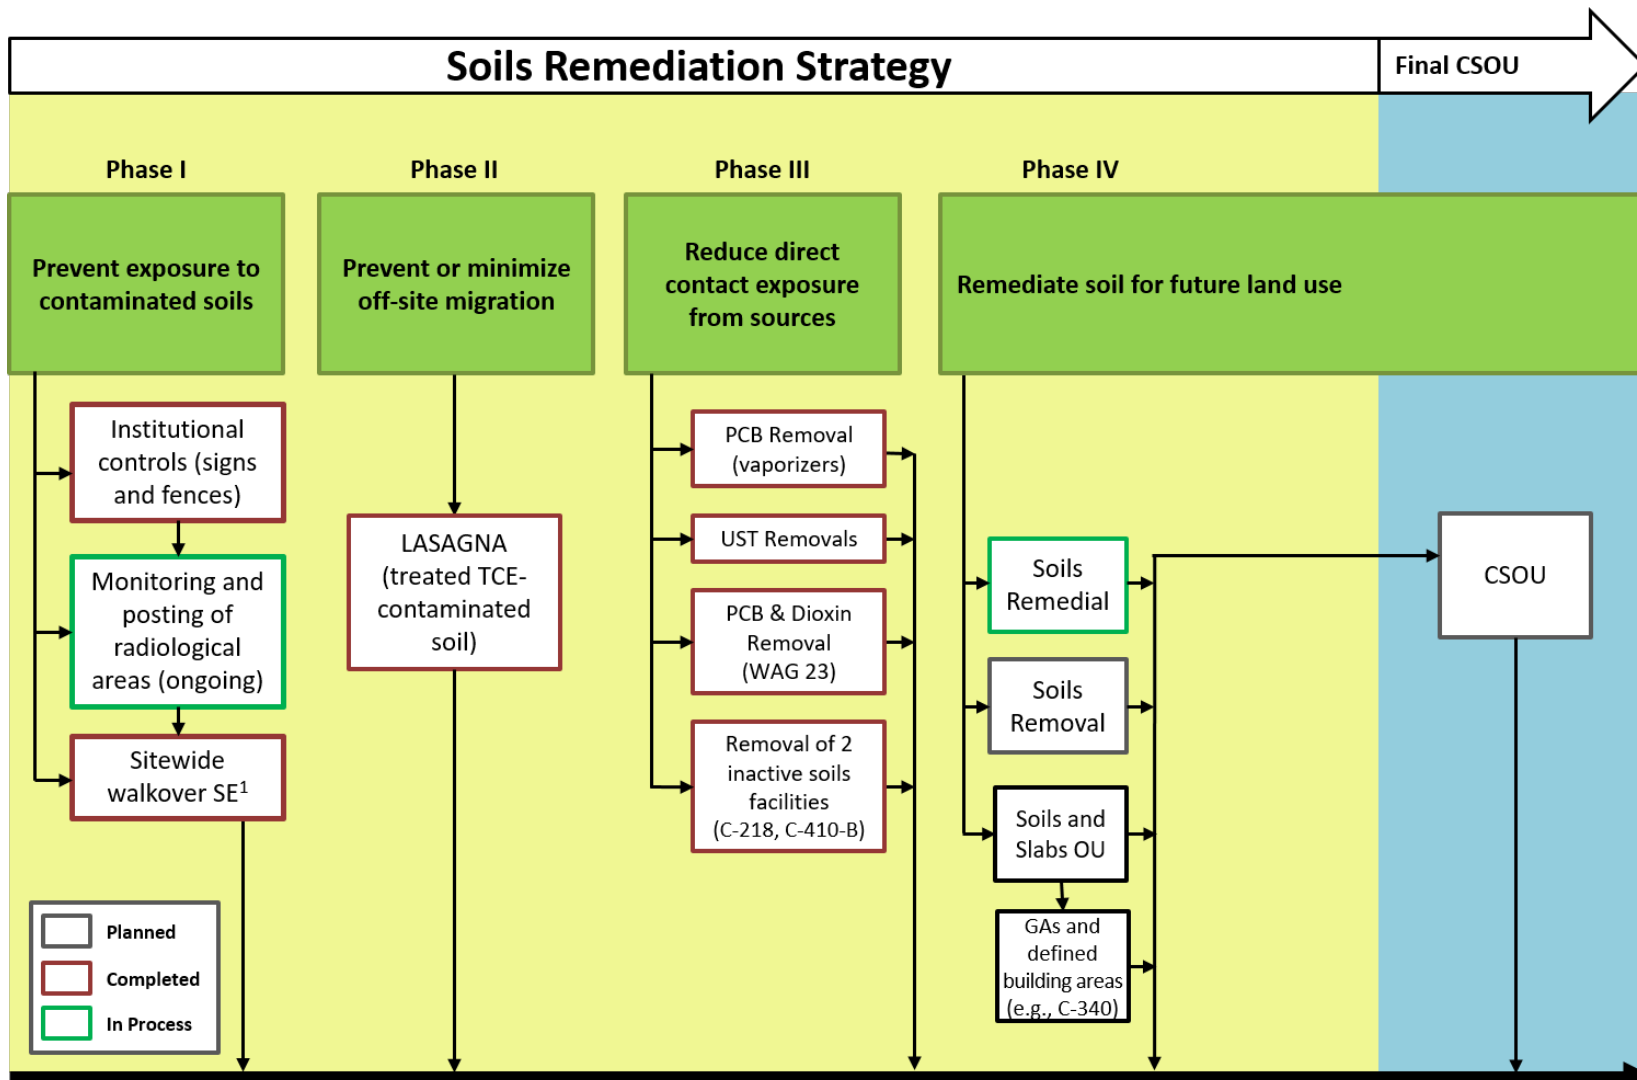 Soils Remediation Strategy
Final CSOU
Phase I
Phase II
Phase III
Phase IV
Prevent exposure to
contaminated soils
Prevent or minimize
off-site migration
Reduce direct
contact exposure
from sources
Remediate soil for future land use
Institutional
controls (signs
and fences)
Monitoring and
posting of
radiological
areas (ongoing)
Sitewide
walkover SE¹
LASAGNA
(treated TCE-
contaminated
soil)
PCB Removal
(vaporizers)
UST Removals
PCB & Dioxin
Removal
(WAG 23)
Removal of 2
inactive soils
facilities
(C-218, C-410-B)
Soils
Remedial
Soils
Removal
Soils and
Slabs OU
GAs and
defined
building areas
(e.g., C-340)
CSOU
Planned
Completed
In Process